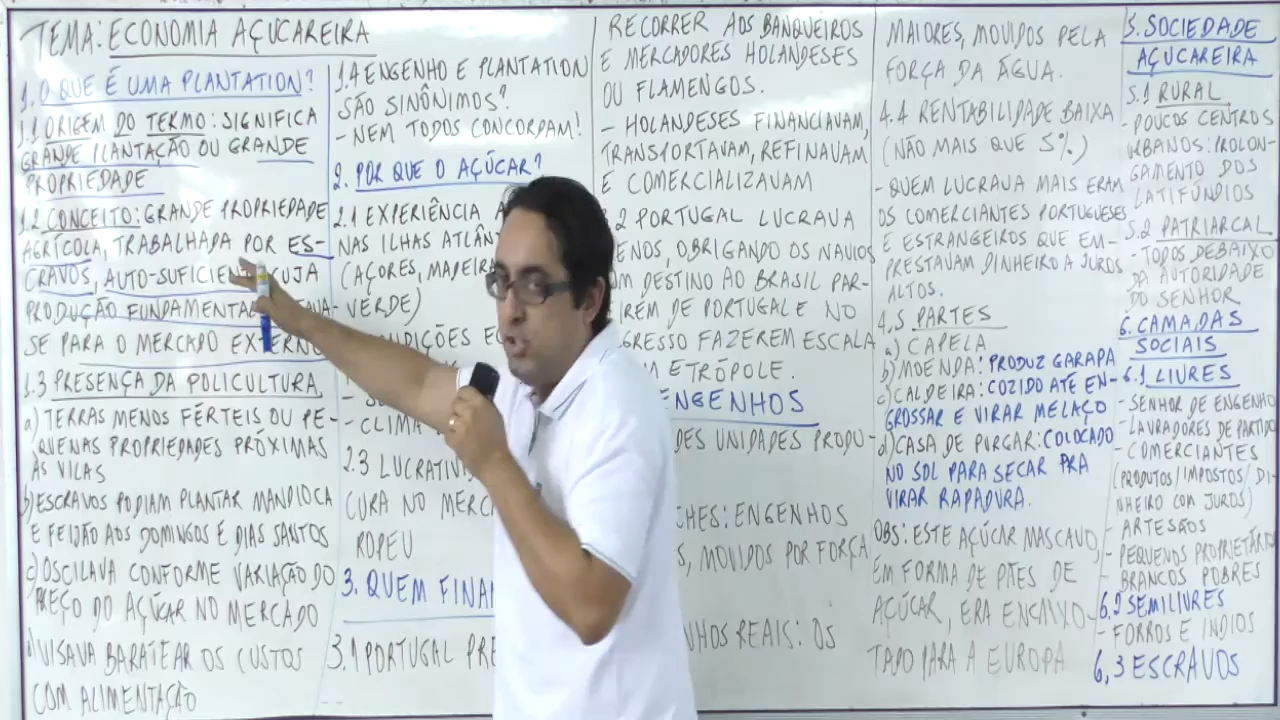 TEMA: ECONOMIA AÇUCAREIRA
1. O QUE É UMA PLANTATION?
1.1 ORIGEM DO TERMO: SIGNIFICA
GRANDE PLANTAÇÃO OU GRANDE
PROPRIEDADE
1.2 CONCEITO: GRANDE PROPRIEDADE
AGRÍCOLA, TRABALHADA POR ES-
CRAVOS, AUTO-SUFICIEN CUJA
PRODUÇÃO FUNDAMENTAL
SE PARA O MERCADO EXTERNO
1.3 PRESENÇA DA POLICULTURA
a) TERRAS MENOS FÉRTEIS OU PE-
QUENAS PROPRIEDADES PRÓXIMAS
ÀS VILAS
b) ESCRAVOS PODIAM PLANTAR MANDIOCA
E FEIJÃO AOS DOMINGOS E DIAS SANTOS
c) OSCILAVA CONFORME VARIAÇÃO DO
PREÇO DO AÇÚCAR NO MERCADO
d) VISAVA BARATEAR OS CUSTOS
COM ALIMENTAÇÃO
1.4 ENGENHO E PLANTATION
SÃO SINÔNIMOS?
- NEM TODOS CONCORDAM!
2. POR QUE O AÇÚCAR?
2.1 EXPERIÊNCIA
NAS ILHAS ATLÂN
(AÇORES, MADEIRA
VERDE)
NDIÇÕES
- CLIMA
2.3 LUCRATIV
CURA NO MERC
ROPEU
3. QUEM FINAN
3.1 PORTUGAL PRE
RECORRER AOS BANQUEIROS
E MERCADORES HOLANDESES
OU FLAMENGOS.
- HOLANDESES FINANCIAVAM,
TRANSPORTAVAM, REFINAVAM
E COMERCIALIZAVAM
2 PORTUGAL LUCRAVA
ENOS, OBRIGANDO OS NAVIOS
M DESTINO AO BRASIL PAR-
IREM DE PORTUGAL E NO
GRESSO FAZEREM ESCALA
METRÓPOLE.
ENGENHOS
DES UNIDADES PRODU-
CHES: ENGENHOS
S, MOVIDOS POR FORÇA
NHOS REAIS: OS
MAIORES, MOVIDOS PELA
FORÇA DA ÁGUA.
4.4 RENTABILIDADE BAIXA
(NÃO MAIS QUE 5%)
- QUEM LUCRAVA MAIS ERAM
OS COMERCIANTES PORTUGUESES
E ESTRANGEIROS QUE EM-
PRESTAVAM DINHEIRO A JUROS
ALTOS.
4.5 PARTES
a) CAPELA
b) MOENDA: PRODUZ GARAPA
c) CALDEIRA: COZIDO ATÉ EN-
GROSSAR E VIRAR MELAÇO
d) CASA DE PURGAR: COLOCADO
NO SOL PARA SECAR PRA
VIRAR RAPADURA.
OBS: ESTE AÇÚCAR MASCAVO,
EM FORMA DE PÃES DE
AÇÚCAR, ERA ENCAIXO-
TADO PARA A EUROPA
5. SOCIEDADE
AÇUCAREIRA
5.1 RURAL
- POUCOS CENTROS
URBANOS: PROLON-
GAMENTO DOS
LATIFÚNDIOS
5.2 PATRIARCAL
- TODOS DEBAIXO
DA AUTORIDADE
DO SENHOR
6. CAMADAS
SOCIAIS
6.1 LIVRES
- SENHOR DE ENGENHO
- LAVRADORES DE PARTIDO
- COMERCIANTES
(PRODUTOS/IMPOSTOS/DI-
NHEIRO COM JUROS)
- ARTESÃOS
- PEQUENOS PROPRIETÁRIO
- BRANCOS POBRES
6.2 SEMILIVRES
- FORROS E ÍNDIOS
6.3 ESCRAVOS